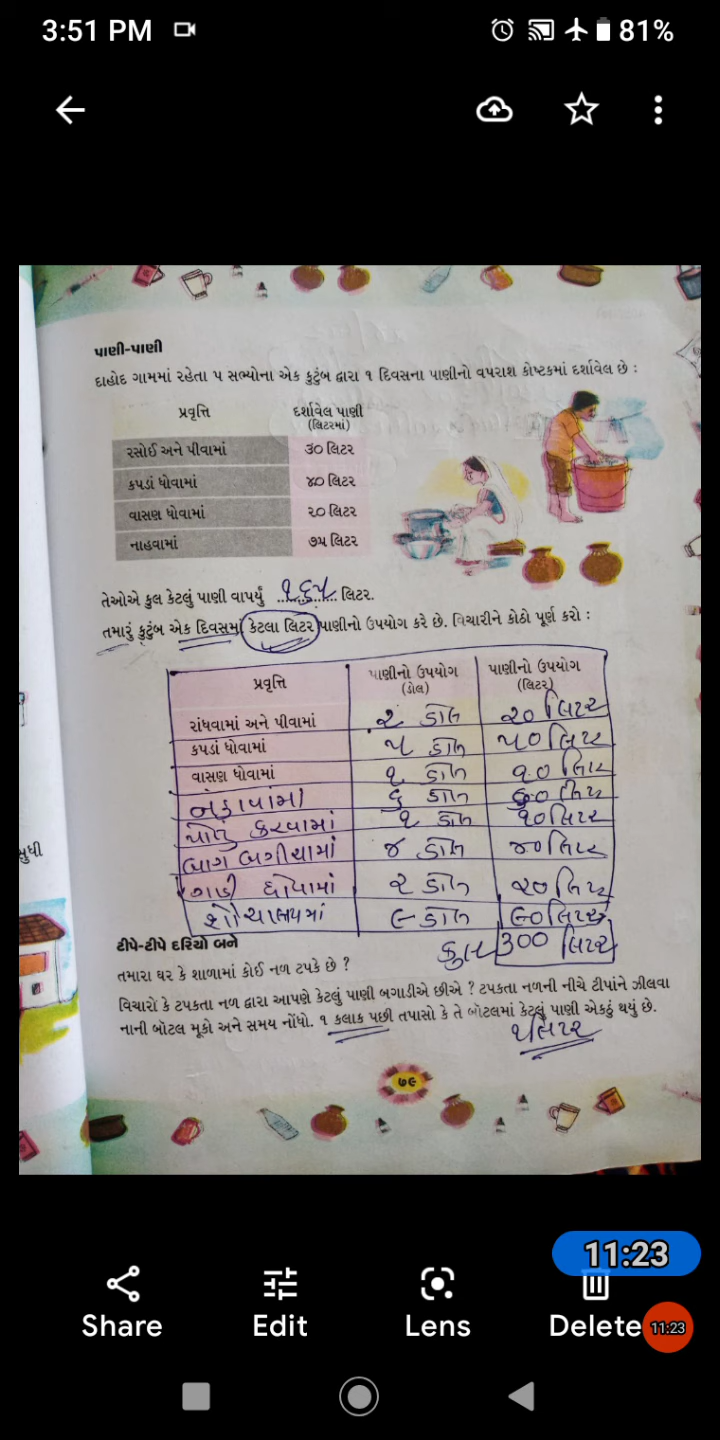 3:51 PM 81%
પાણી-પાણી
દાહોદ ગામમાં રહેતા ૫ સભ્યોના એક કુટુંબ દ્વારા ૧ દિવસના પાણીનો વપરાશ કોષ્ટકમાં દર્શાવેલ છે :
પ્રવૃત્તિ દર્શાવેલ પાણી (લિટરમાં)
રસોઈ અને પીવામાં ૩૦ લિટર
કપડાં ધોવામાં ૪૦ લિટર
વાસણ ધોવામાં ૨૦ લિટર
નાહવામાં ૭૫ લિટર
તેઓએ કુલ કેટલું પાણી વાપર્યું ૧૬૫ લિટર.
તમારું કુટુંબ એક દિવસમાં કેટલા લિટર પાણીનો ઉપયોગ કરે છે. વિચારીને કોઠો પૂર્ણ કરો :
પ્રવૃત્તિ પાણીનો ઉપયોગ (ડોલ) પાણીનો ઉપયોગ (લિટર)
રાંધવામાં અને પીવામાં ૨ ડોલ ૨૦ લિટર
કપડાં ધોવામાં ૫ ડોલ ૫૦ લિટર
વાસણ ધોવામાં ૧ ડોલ ૧૦ લિટર
૬ ડોલ ૬૦ લિટર
પોતુ કરવામાં ૧ ડોલ ૧૦ લિટર
બાગ બગીચામાં ૪ ડોલ ૪૦ લિટર
ગાડી ધોવામાં ૨ ડોલ ૨૦ લિટર
શૌચાલયમાં ૯ ડોલ ૯૦ લિટર
કુલ 300 લિટર
ટીપે-ટીપે દરિયો બને
તમારા ઘર કે શાળામાં કોઈ નળ ટપકે છે ?
સુધી
વિચારો કે ટપકતા નળ દ્વારા આપણે કેટલું પાણી બગાડીએ છીએ ? ટપકતા નળની નીચે ટીપાંને ઝીલવા
નાની બૉટલ મૂકો અને સમય નોંધો. ૧ કલાક પછી તપાસો કે તે બૉટલમાં કેટલું પાણી એકઠું થયું છે.
૧ લિટર
૭૯
11:23
Share Edit Lens Delete 11:23